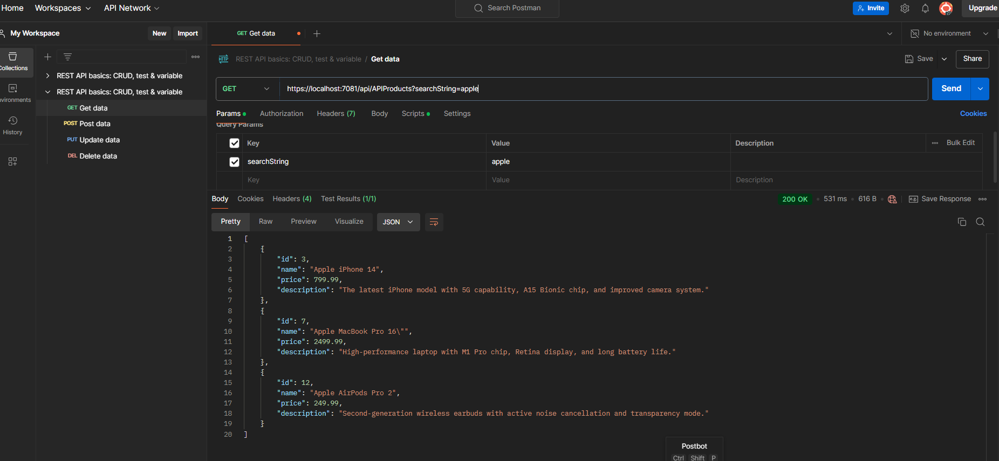 Home Workspaces API Network Search Postman Invite Upgrade
My Workspace New Import GET Get data No environment
Collections
REST API basics: CRUD, test & variable / Get data Save Share
REST API basics: CRUD, test & variable
REST API basics: CRUD, test & variable
GET Get data
POST Post data
PUT Update data
DEL Delete data
nvironments
History
GET https://localhost:7081/api/APIProducts?searchString=apple Send
Params Authorization Headers (7) Body Scripts Settings Cookies
Query Params
Key Value Description Bulk Edit
searchString apple
Key Value Description
Body Cookies Headers (4) Test Results (1/1) 200 OK 531 ms 616 B e.g. Save Response
Pretty Raw Preview Visualize JSON
1 [
2 {
3 "id": 3,
4 "name": "Apple iPhone 14",
5 "price": 799.99,
6 "description": "The latest iPhone model with 5G capability, A15 Bionic chip, and improved camera system."
7 },
8 {
9 "id": 7,
10 "name": "Apple MacBook Pro 16\"",
11 "price": 2499.99,
12 "description": "High-performance laptop with M1 Pro chip, Retina display, and long battery life."
13 },
14 {
15 "id": 12,
16 "name": "Apple AirPods Pro 2",
17 "price": 249.99,
18 "description": "Second-generation wireless earbuds with active noise cancellation and transparency mode."
19 }
20 ]
Postbot
Ctrl Shift P